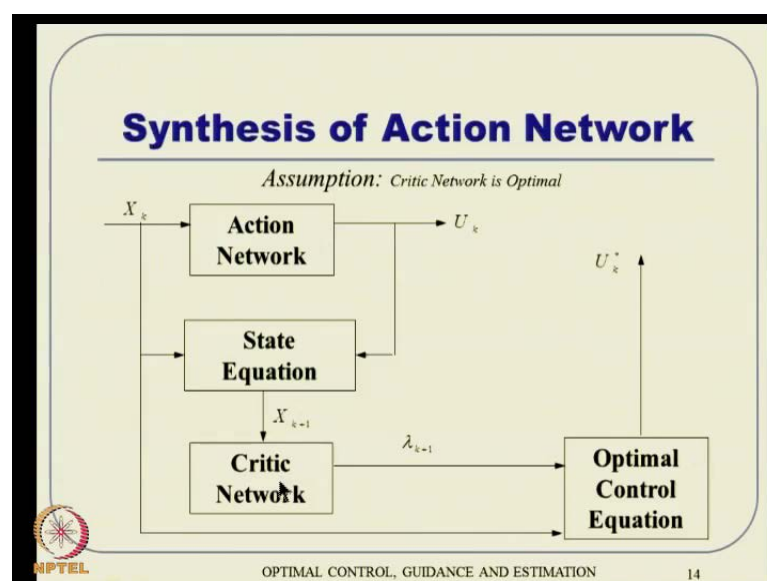 Synthesis of Action Network
Assumption: Critic Network is Optimal
X k
Action
Network
U k
U * k
State
Equation
X k+1
Critic
Network
λ k+1
Optimal
Control
Equation
NPTEL
OPTIMAL CONTROL, GUIDANCE AND ESTIMATION 14